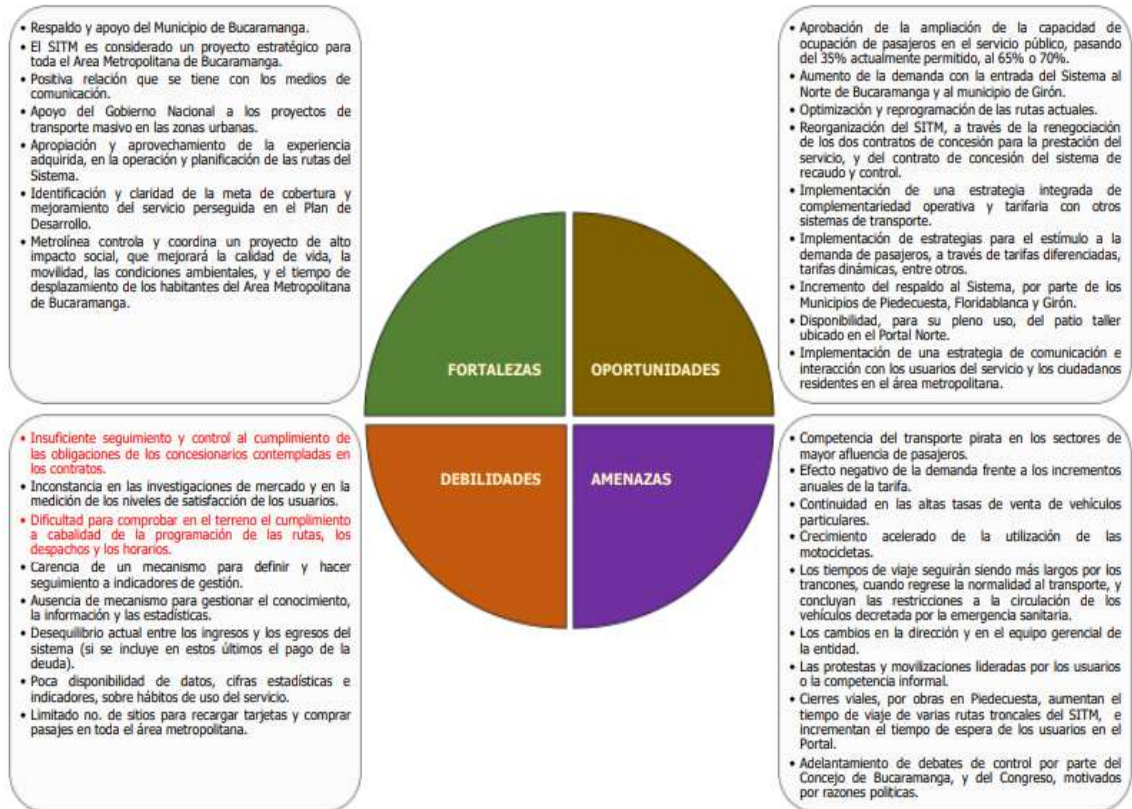 • Respaldo y apoyo del Municipio de Bucaramanga.
• El SITM es considerado un proyecto estratégico para
toda el Area Metropolitana de Bucaramanga.
• Positiva relación que se tiene con los medios de
comunicación.
• Apoyo del Gobierno Nacional a los proyectos de
transporte masivo en las zonas urbanas.
• Apropiación y aprovechamiento de la experiencia
adquirida, en la operación y planificación de las rutas del
Sistema.
• Identificación y claridad de la meta de cobertura y
mejoramiento del servicio perseguida en el Plan de
Desarrollo.
• Metrolínea controla y coordina un proyecto de alto
impacto social, que mejorará la calidad de vida, la
movilidad, las condiciones ambientales, y el tiempo de
desplazamiento de los habitantes del Area Metropolitana
de Bucaramanga.
• Aprobación de la ampliación de la capacidad de
ocupación de pasajeros en el servicio público, pasando
del 35% actualmente permitido, al 65% o 70%.
• Aumento de la demanda con la entrada del Sistema al
Norte de Bucaramanga y al municipio de Girón.
• Optimización y reprogramación de las rutas actuales.
• Reorganización del SITM, a través de la renegociación
de los dos contratos de concesión para la prestación del
servicio, y del contrato de concesión del sistema de
recaudo y control.
• Implementación de una estrategia integrada de
complementariedad operativa y tarifaria con otros
sistemas de transporte.
• Implementación de estrategias para el estímulo a la
demanda de pasajeros, a través de tarifas diferenciadas,
tarifas dinámicas, entre otros.
• Incremento del respaldo al Sistema, por parte de los
Municipios de Piedecuesta, Floridablanca y Girón.
• Disponibilidad, para su pleno uso, del patio taller
ubicado en el Portal Norte.
• Implementación de una estrategia de comunicación e
interacción con los usuarios del servicio y los ciudadanos
residentes en el área metropolitana.
FORTALEZAS
OPORTUNIDADES
DEBILIDADES
AMENAZAS
• Insuficiente seguimiento y control al cumplimiento de
las obligaciones de los concesionarios contempladas en
los contratos.
• Inconstancia en las investigaciones de mercado y en la
medición de los niveles de satisfacción de los usuarios.
• Dificultad para comprobar en el terreno el cumplimiento
a cabalidad de la programación de las rutas, los
despachos y los horarios.
• Carencia de un mecanismo para definir y hacer
seguimiento a indicadores de gestión.
• Ausencia de mecanismo para gestionar el conocimiento,
la información y las estadísticas.
• Desequilibrio actual entre los ingresos y los egresos del
sistema (si se incluye en estos últimos el pago de la
deuda).
• Poca disponibilidad de datos, cifras estadísticas e
indicadores, sobre hábitos de uso del servicio.
• Limitado no. de sitios para recargar tarjetas y comprar
pasajes en toda el área metropolitana.
• Competencia del transporte pirata en los sectores de
mayor afluencia de pasajeros.
• Efecto negativo de la demanda frente a los incrementos
anuales de la tarifa.
• Continuidad en las altas tasas de venta de vehículos
particulares.
• Crecimiento acelerado de la utilización de las
motocicletas.
• Los tiempos de viaje seguirán siendo más largos por los
trancones, cuando regrese la normalidad al transporte, y
concluyan las restricciones a la circulación de los
vehículos decretada por la emergencia sanitaria.
• Los cambios en la dirección y en el equipo gerencial de
la entidad.
• Las protestas y movilizaciones lideradas por los usuarios
o la competencia informal.
• Cierres viales, por obras en Piedecuesta, aumentan el
tiempo de viaje de varias rutas troncales del SITM, e
incrementan el tiempo de espera de los usuarios en el
Portal.
• Adelantamiento de debates de control por parte del
Concejo de Bucaramanga, y del Congreso, motivados
por razones políticas.